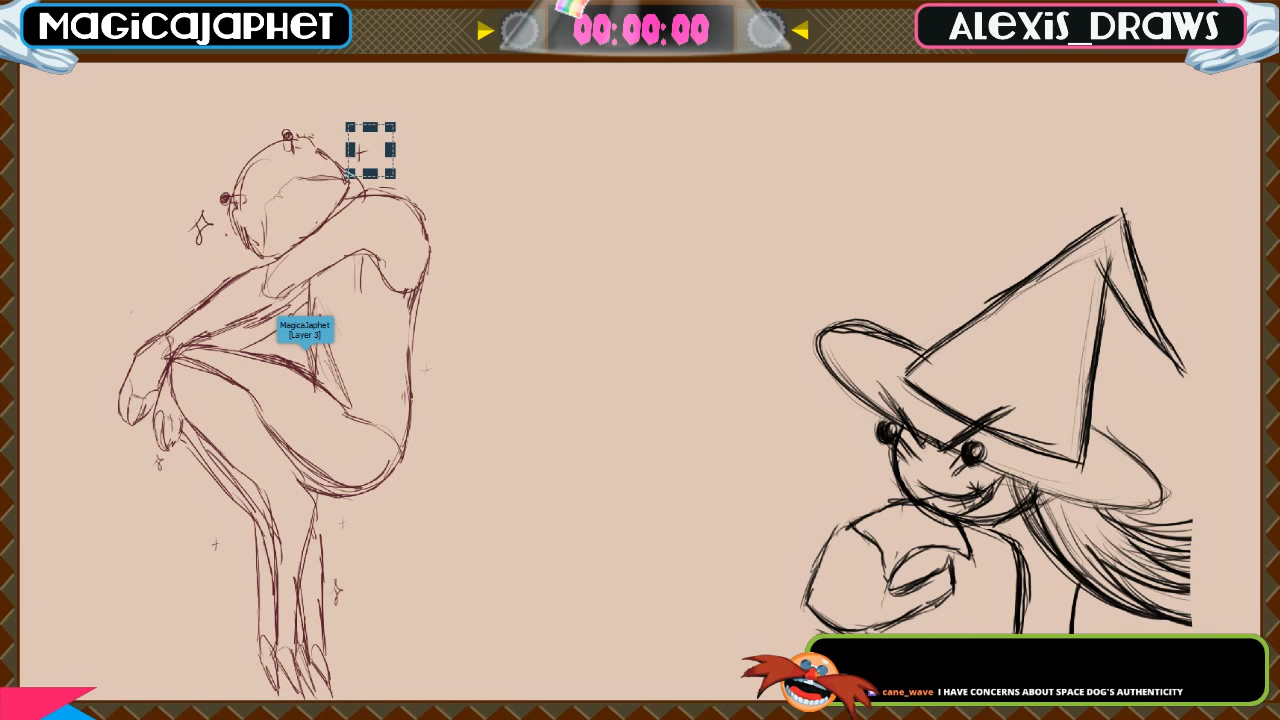 MAGICAJAPHET
00:00:00
ALEXIS_DRAWS
MagicaJaphet
[Layer 3]
cane_wave I HAVE CONCERNS ABOUT SPACE DOG'S AUTHENTICITY